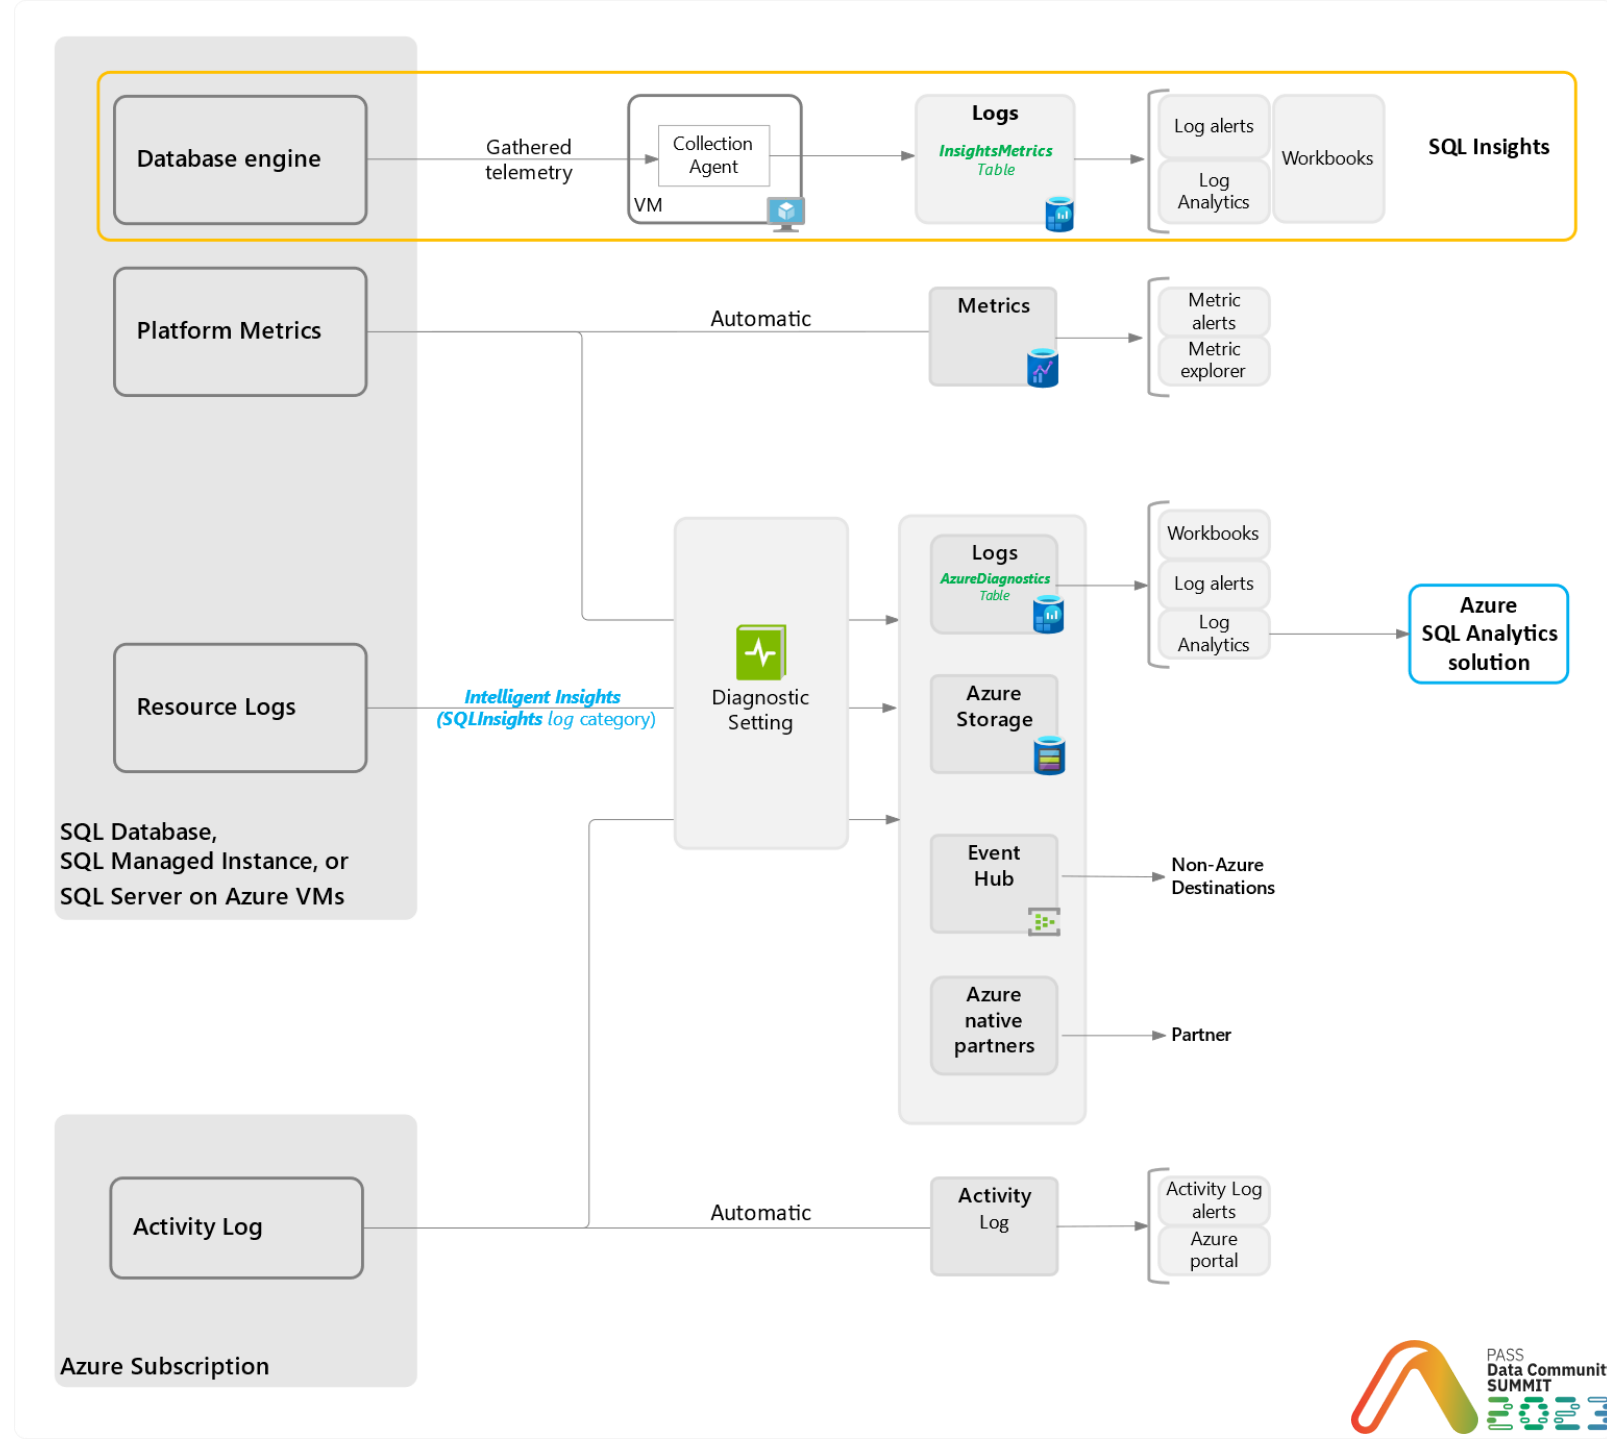 Database engine
Gathered
telemetry
Collection
Agent
VM
Logs
InsightsMetrics
Table
Log alerts
Log
Analytics
Workbooks
SQL Insights
Platform Metrics
Automatic
Metrics
Metric
alerts
Metric
explorer
Resource Logs
Intelligent Insights
(SQLInsights log category)
Diagnostic
Setting
Logs
AzureDiagnostics
Table
Workbooks
Log alerts
Log
Analytics
Azure
SQL Analytics
solution
Azure
Storage
Event
Hub
Non-Azure
Destinations
Azure
native
partners
Partner
SQL Database,
SQL Managed Instance, or
SQL Server on Azure VMs
Activity Log
Automatic
Activity
Log
Activity Log
alerts
Azure
portal
Azure Subscription
PASS
Data Communit
SUMMIT
2023